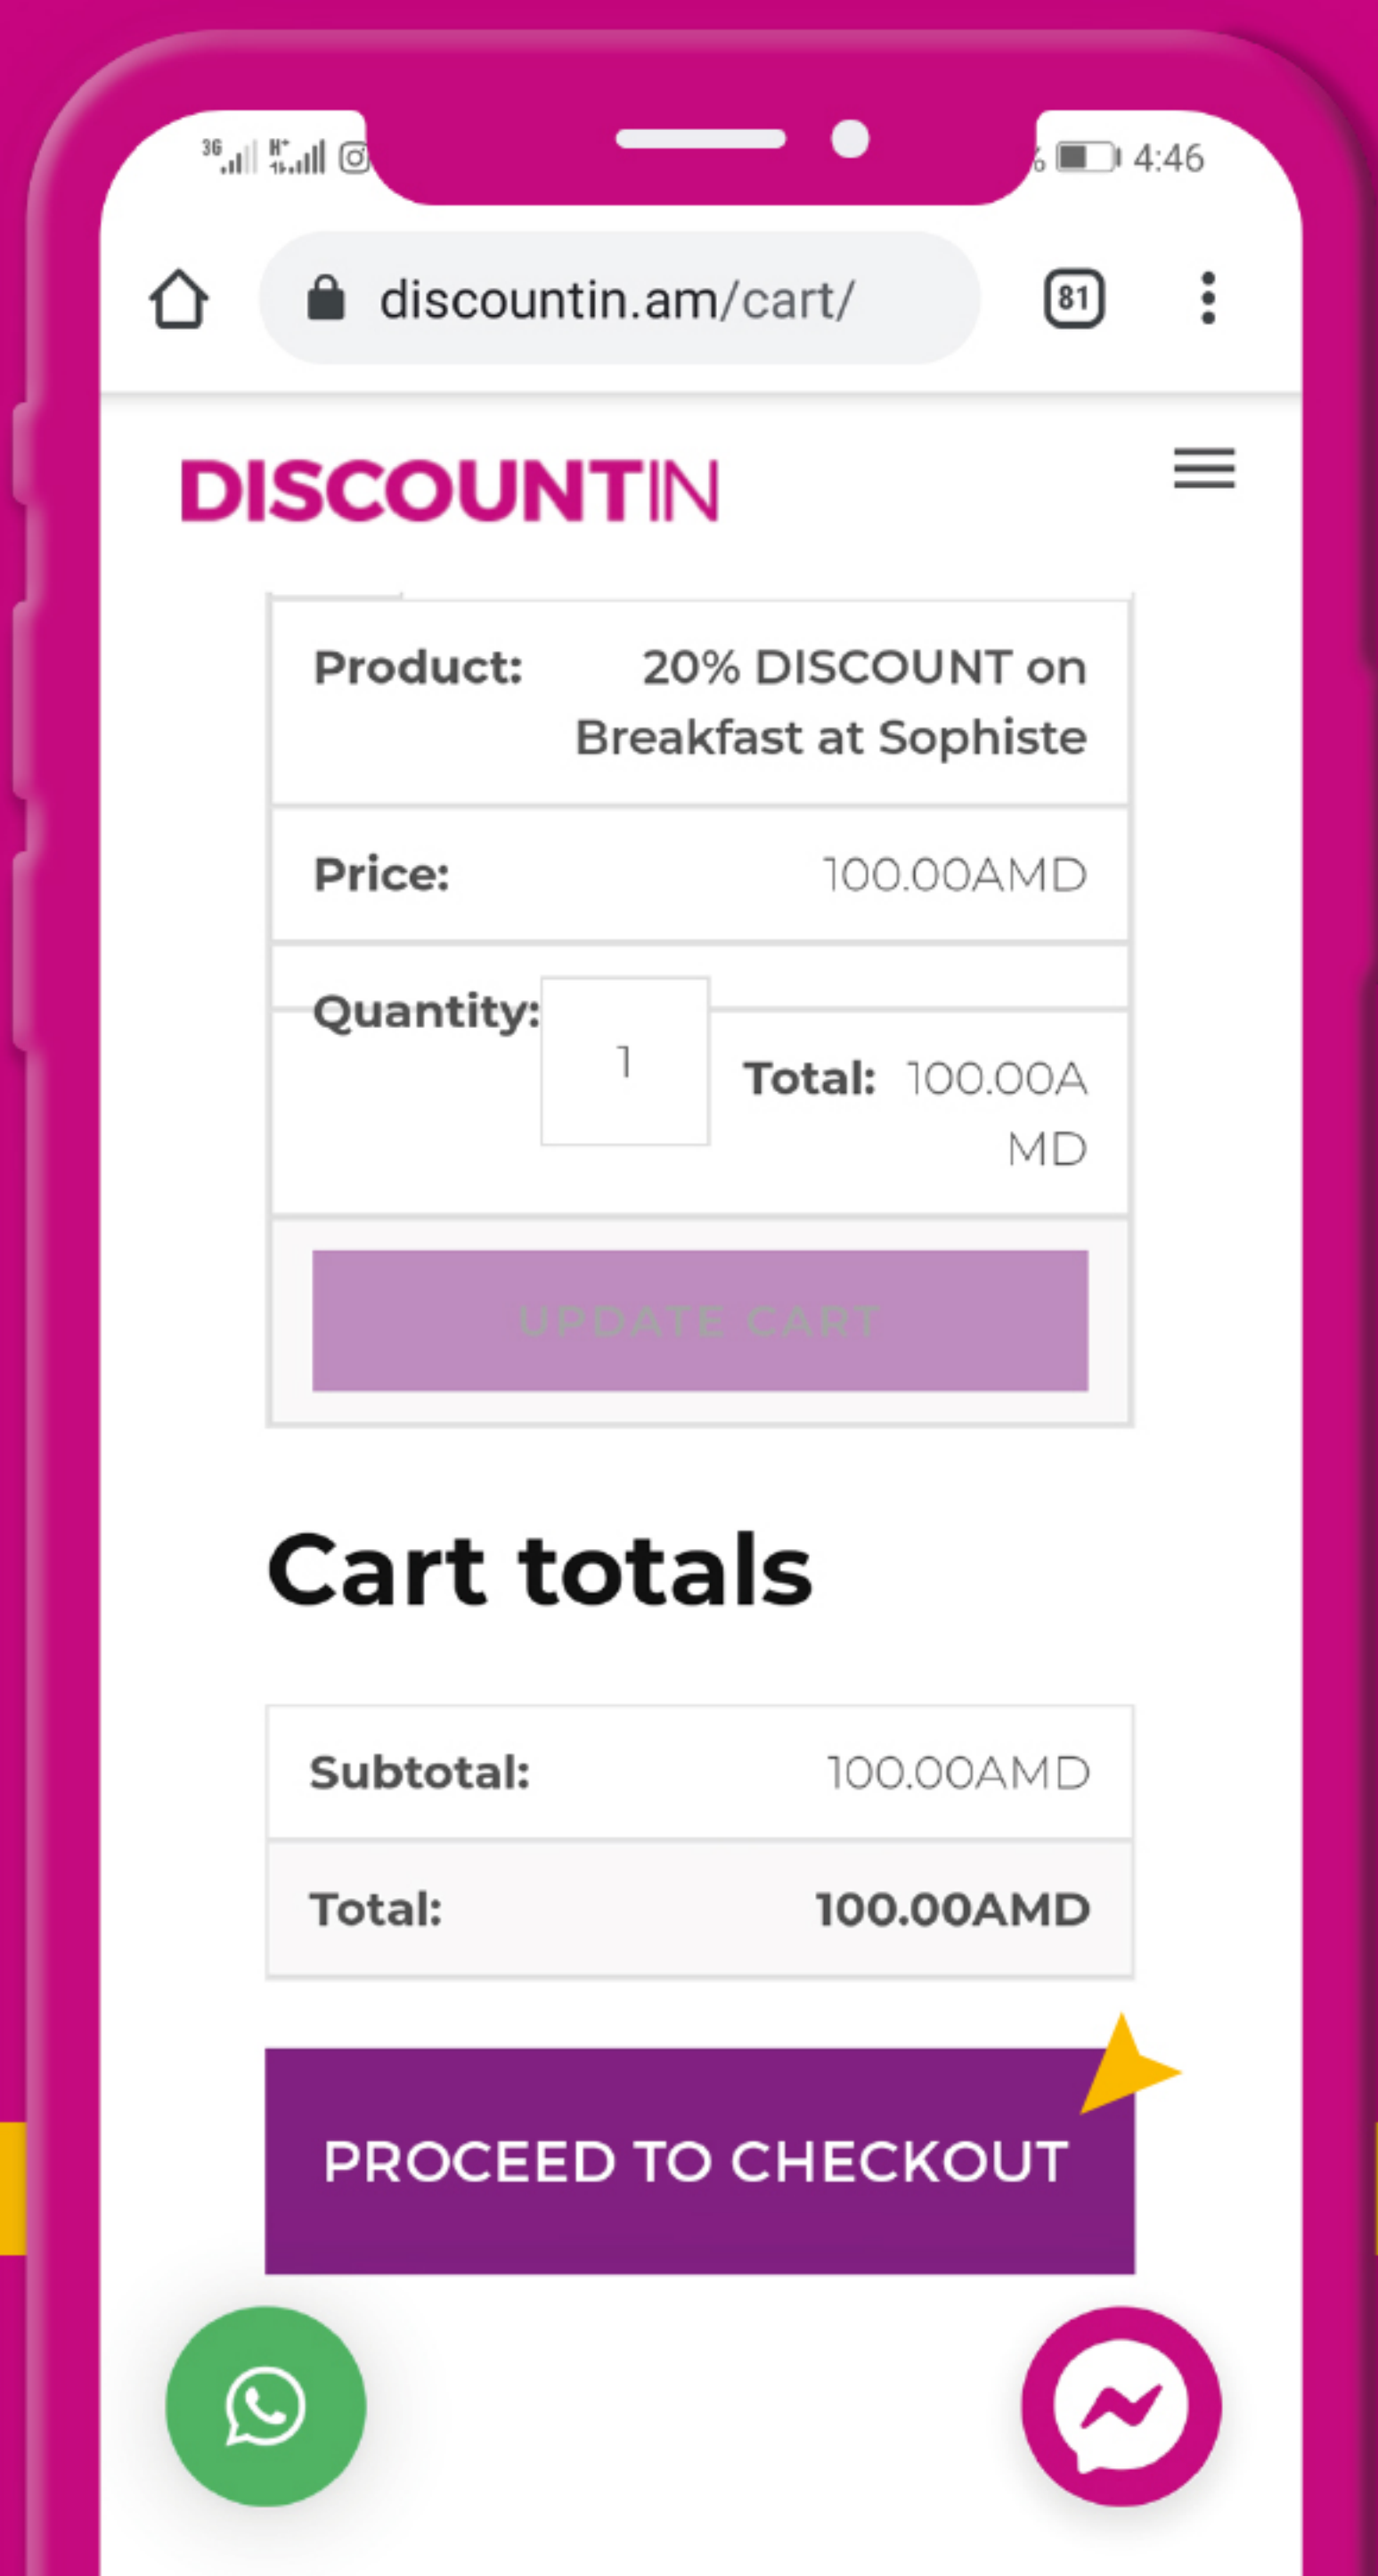 3G H+ % 4:46
discountin.am/cart/ 81
DISCOUNTIN
Product: 20% DISCOUNT on
Breakfast at Sophiste
Price: 100.00AMD
Quantity: 1 Total: 100.00A
MD
UPDATE CART
Cart totals
Subtotal: 100.00AMD
Total: 100.00AMD
PROCEED TO CHECKOUT